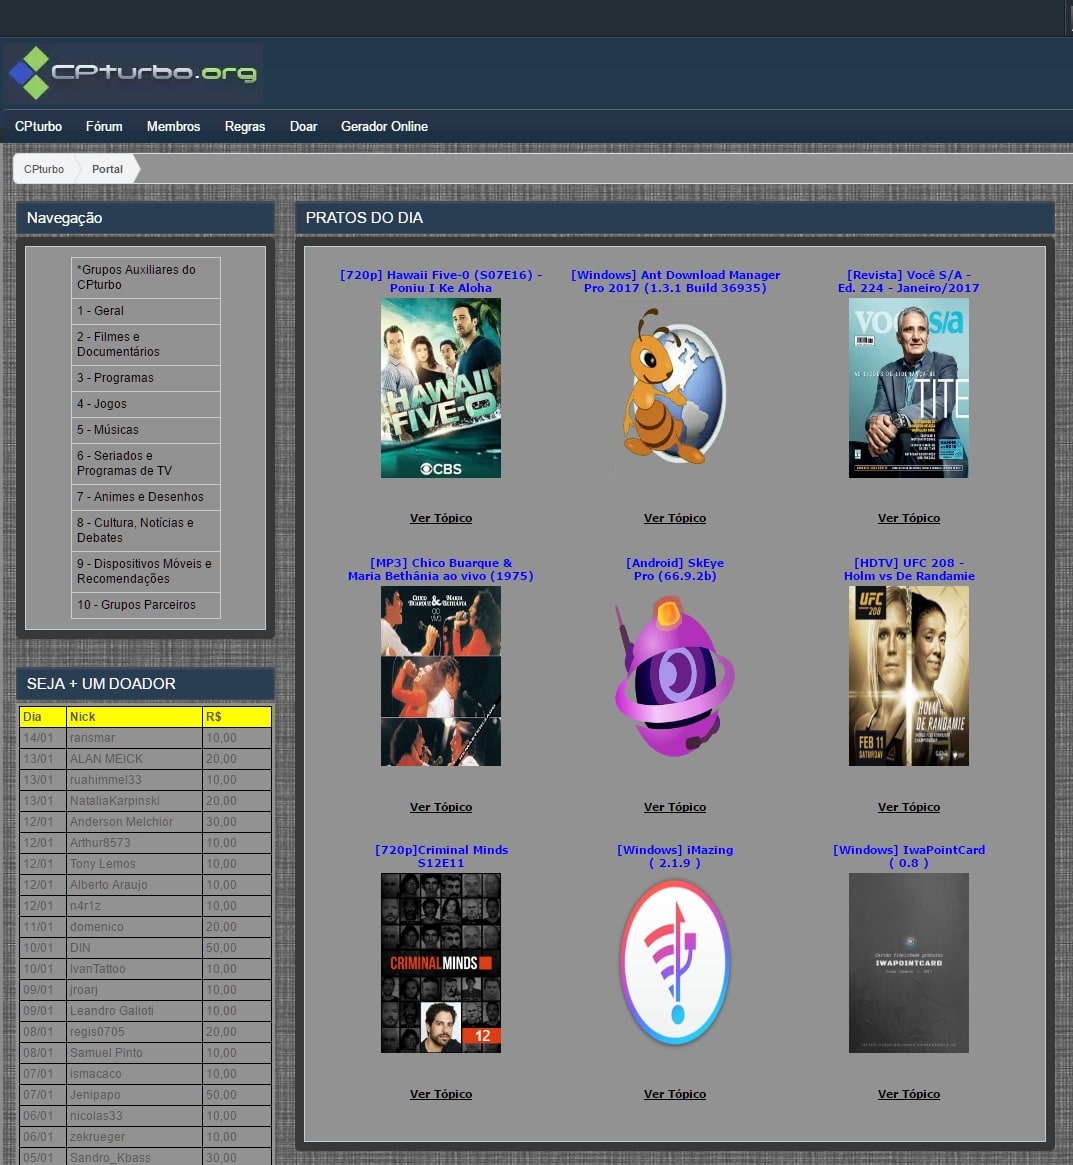 CPturbo.org
CPturbo Fórum Membros Regras Doar Gerador Online
CPturbo Portal
Navegação
*Grupos Auxiliares do
CPturbo
1 - Geral
2 - Filmes e
Documentários
3 - Programas
4 - Jogos
5 - Músicas
6 - Seriados e
Programas de TV
7 - Animes e Desenhos
8 - Cultura, Notícias e
Debates
9 - Dispositivos Móveis e
Recomendações
10 - Grupos Parceiros
SEJA + UM DOADOR
Dia Nick R$
14/01 rarismar 10,00
13/01 ALAN MEICK 20,00
13/01 ruahimmel33 10,00
13/01 NataliaKarpinski 20,00
12/01 Anderson Melchior 30,00
12/01 Arthur8573 10,00
12/01 Tony Lemos 10,00
12/01 Alberto Araujo 10,00
12/01 n4r1z 10,00
11/01 domenico 20,00
10/01 DIN 50,00
10/01 IvanTattoo 10,00
09/01 jroarj 10,00
09/01 Leandro Galioti 10,00
08/01 regis0705 20,00
08/01 Samuel Pinto 10,00
07/01 ismacaco 10,00
07/01 Jenipapo 50,00
06/01 nicolas33 10,00
06/01 zekrueger 10,00
05/01 Sandro_Kbass 30,00
PRATOS DO DIA
[720p] Hawaii Five-0 (S07E16) -
Poniu I Ke Aloha
HAWAII
FIVE-0
CBS
Ver Tópico
[Windows] Ant Download Manager
Pro 2017 (1.3.1 Build 36935)
Ver Tópico
[Revista] Você S/A -
Ed. 224 - Janeiro/2017
TITE
Ver Tópico
[MP3] Chico Buarque &
Maria Bethânia ao vivo (1975)
CHICO BUARQUE & MARIA BETHÂNIA
AO VIVO
Ver Tópico
[Android] SkEye
Pro (66.9.2b)
Ver Tópico
[HDTV] UFC 208 -
Holm vs De Randamie
UFC
208
HOLM
DE RANDAMIE
FEB 11
SATURDAY
Ver Tópico
[720p]Criminal Minds
S12E11
CRIMINALMINDS
12
Ver Tópico
[Windows] iMazing
( 2.1.9 )
Ver Tópico
[Windows] IwaPointCard
( 0.8 )
Cartão fidelidade gratuito
IWAPOINTCARD
Ver Tópico